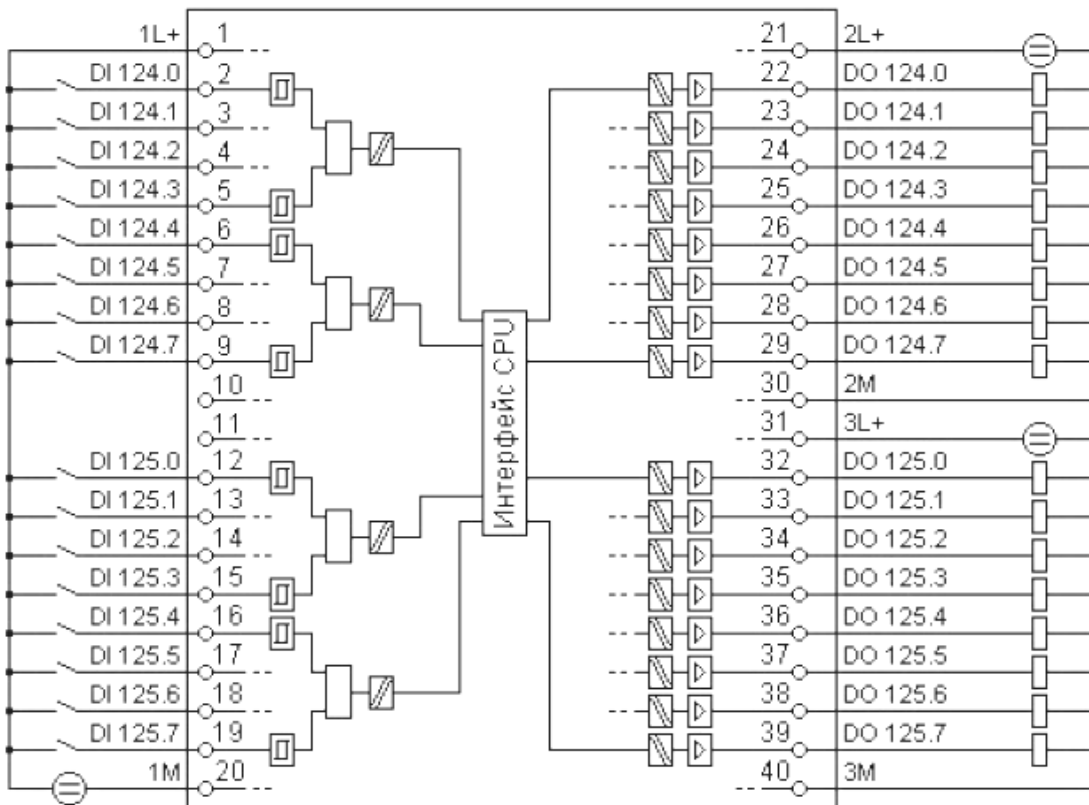 1L+ 1 21 2L+
DI 124.0 2 22 DO 124.0
DI 124.1 3 23 DO 124.1
DI 124.2 4 24 DO 124.2
DI 124.3 5 25 DO 124.3
DI 124.4 6 26 DO 124.4
DI 124.5 7 27 DO 124.5
DI 124.6 8 28 DO 124.6
DI 124.7 9 29 DO 124.7
10 30 2M
11 31 3L+
DI 125.0 12 32 DO 125.0
DI 125.1 13 33 DO 125.1
DI 125.2 14 34 DO 125.2
DI 125.3 15 35 DO 125.3
DI 125.4 16 36 DO 125.4
DI 125.5 17 37 DO 125.5
DI 125.6 18 38 DO 125.6
DI 125.7 19 39 DO 125.7
1M 20 40 3M
Интерфейс CPU